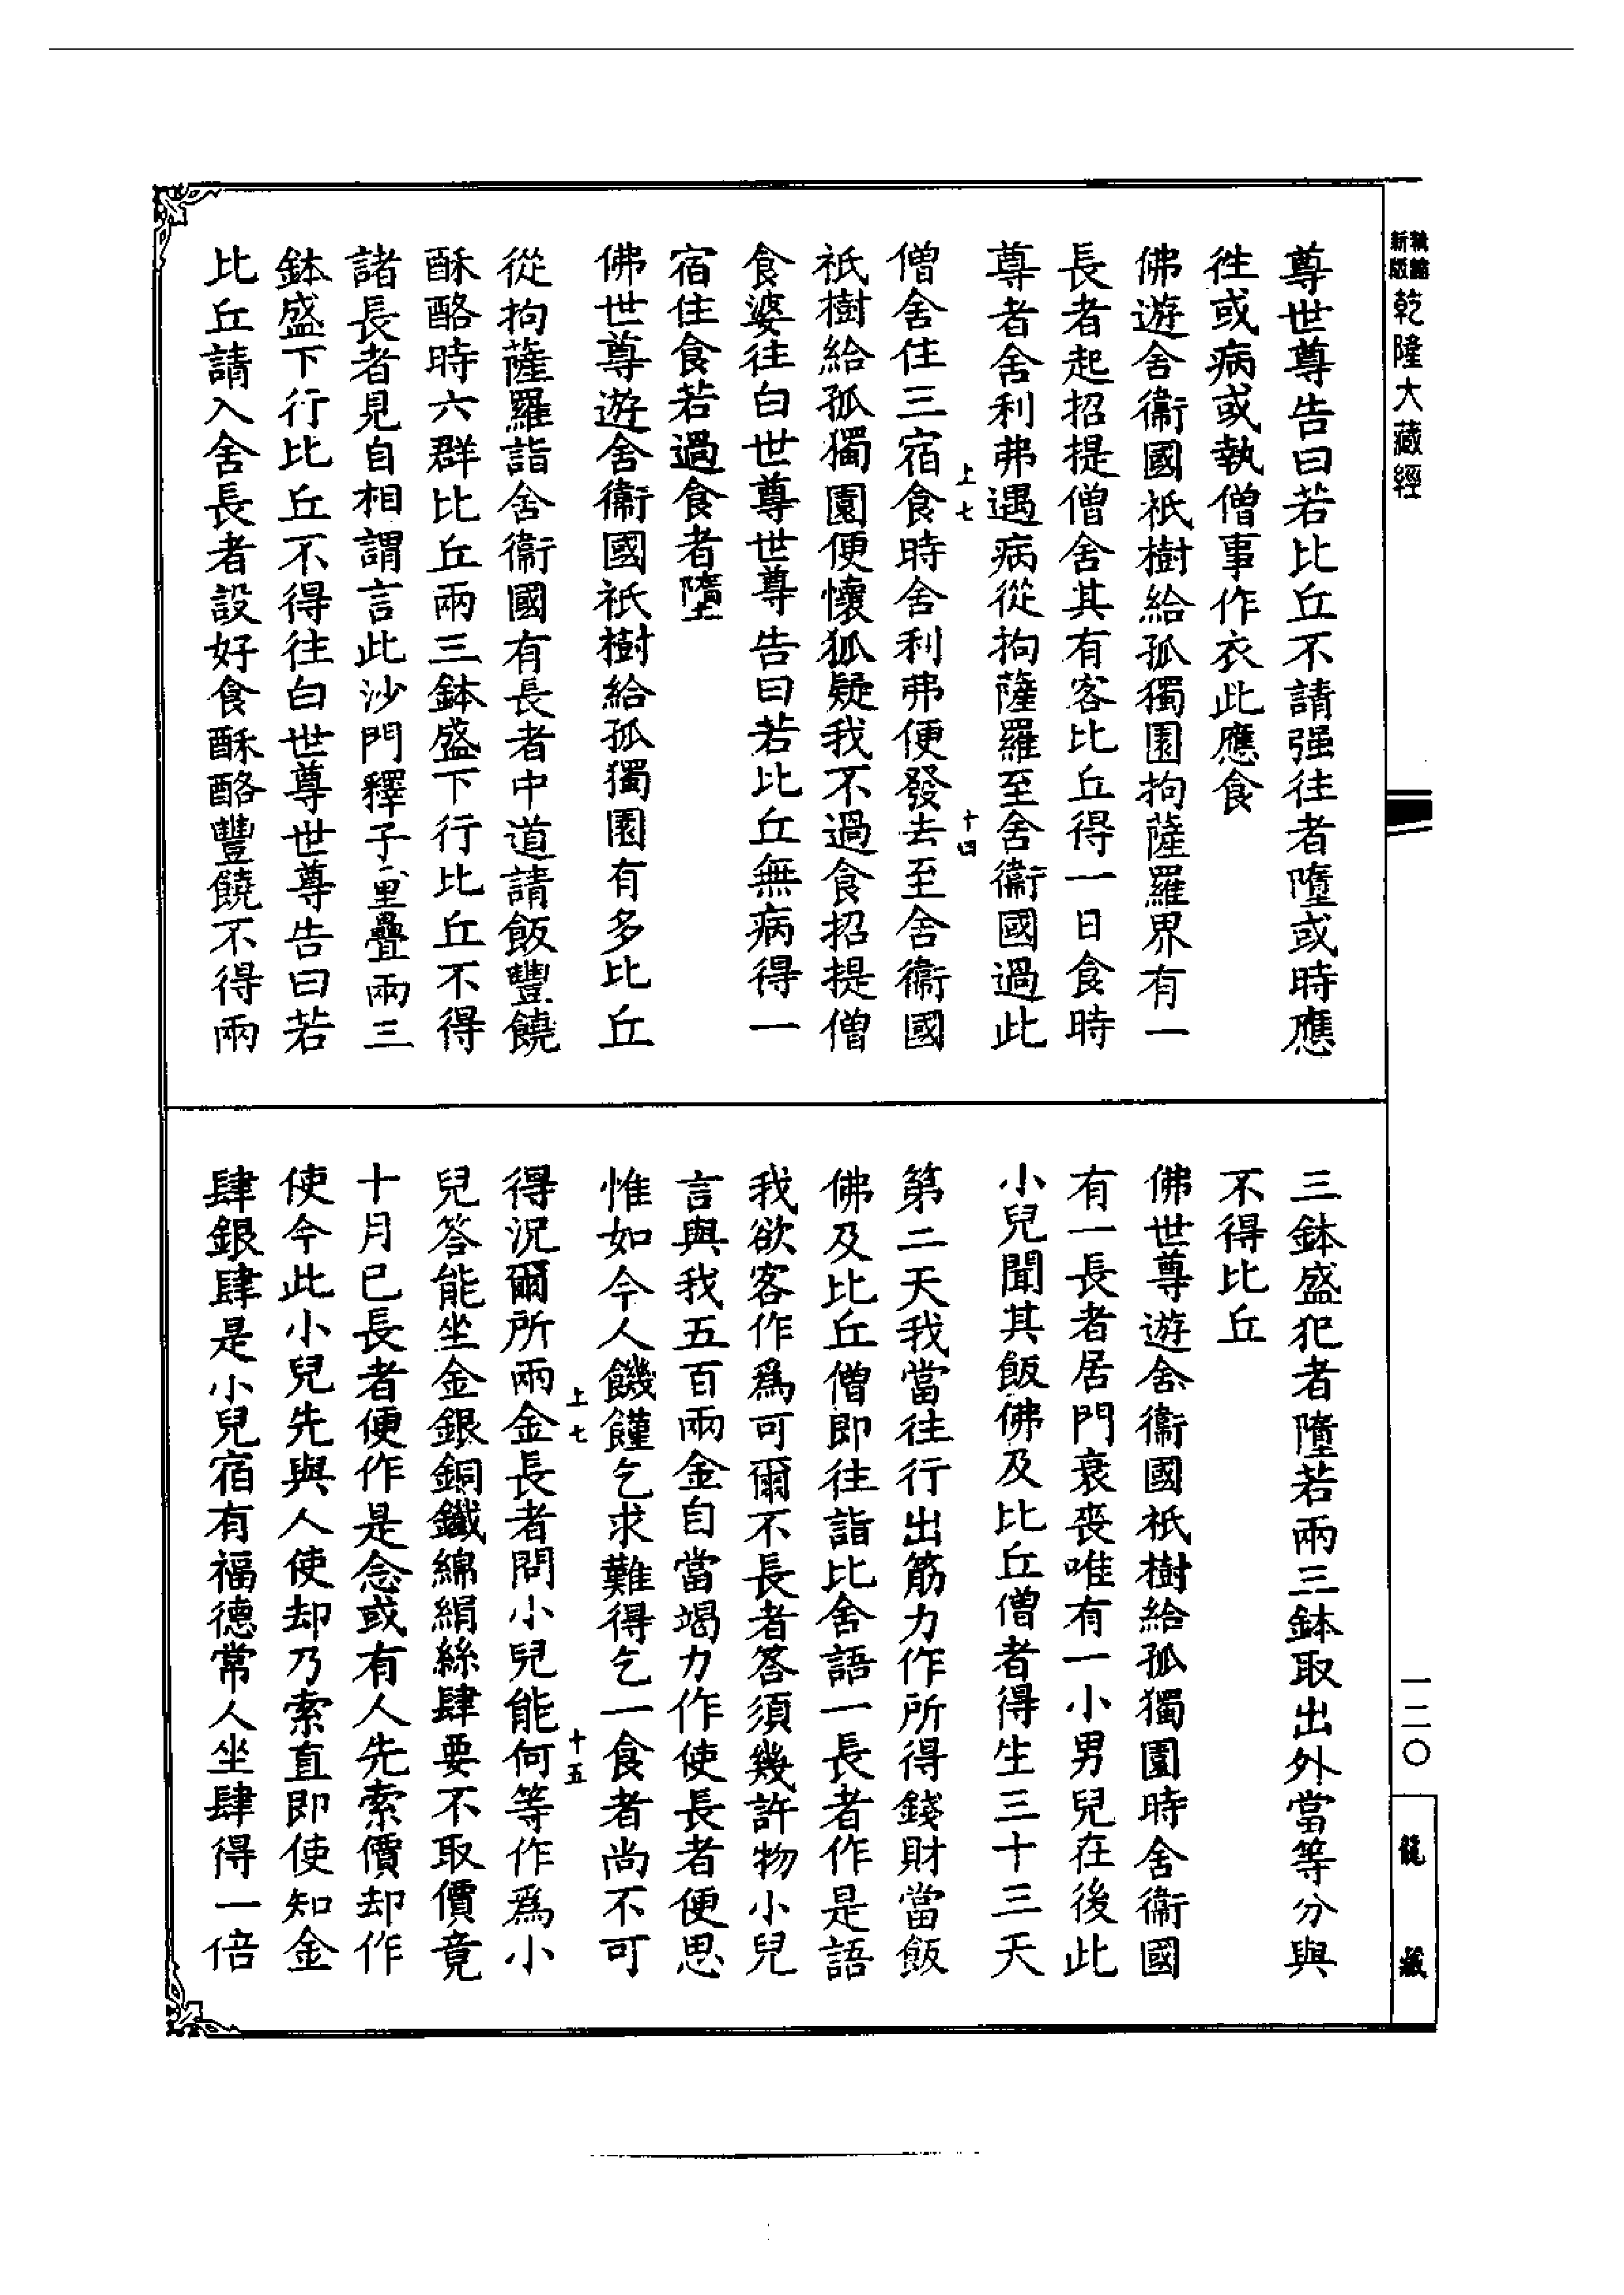 新版
乾隆大藏經
尊世尊告曰若比丘不請强往者墮或時應
徃或病或執僧事作衣此應食
佛遊舍衞國祇樹給孤獨園拘薩羅界有一
長者起招提僧舍其有客比丘得一日食時
尊者舍利弗遇病從拘薩羅至舍衞國過此
僧舍住三宿食時舍利弗便發去至舍衞國
上七
十四
祇樹給孤獨園便懷狐疑我不過食招提僧
食婆往白世尊世尊告曰若比丘無病得一
宿住食若過食者墮
佛世尊遊舍衞國祇樹給孤獨園有多比丘
從拘薩羅詣舍衞國有長者中道請飯豐饒
酥酪時六群比丘兩三鉢盛下行比丘不得
諸長者見自相謂言此沙門釋子重疊兩三
鉢盛下行比丘不得往白世尊世尊告曰若
比丘請入舍長者設好食酥酪豐饒不得兩
三鉢盛犯者墮若兩三鉢取出外當等分與
不得比丘
佛世尊遊舍衞國祇樹給孤獨園時舍衞國
有一長者居門衰喪唯有一小男兒在後此
小兒聞其飯佛及比丘僧者得生三十三天
第二天我當往行出筋力作所得錢財當飯
佛及比丘僧即往詣比舍語一長者作是語
我欲客作爲可爾不長者答須幾許物小兒
言與我五百兩金自當竭力作使長者便思
惟如今人饑饉乞求難得乞一食者尚不可
上七
十五
得況爾所兩金長者問小兒能何等作爲小
兒答能坐金銀銅鐵綿絹絲肆要不取價竟
十月已長者便作是念或有人先索價却作
使今此小兒先與人使却乃索直即使知金
肆銀肆是小兒宿有福德常人坐肆得一倍
一二〇
龍藏